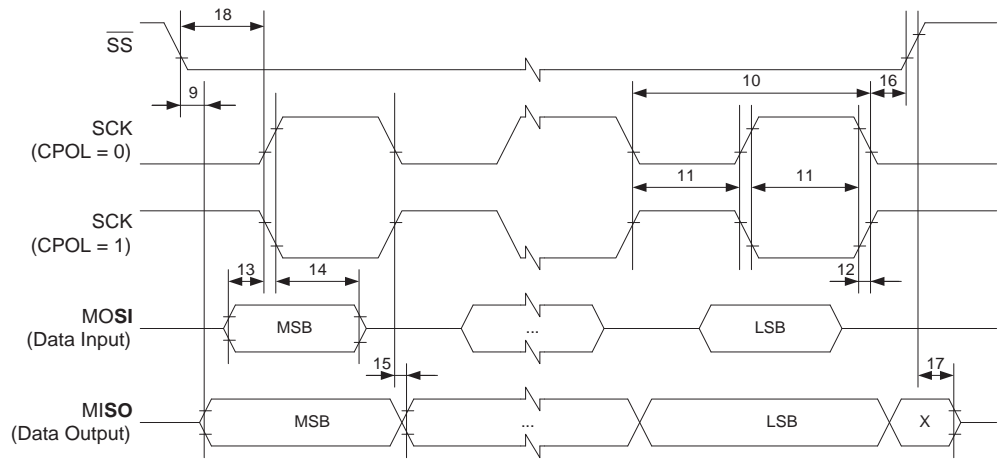 18
SS
9
10
16
SCK
(CPOL = 0)
11
11
SCK
(CPOL = 1)
13
14
12
MOSI
(Data Input)
MSB
...
LSB
15
17
MISO
(Data Output)
MSB
...
LSB
X